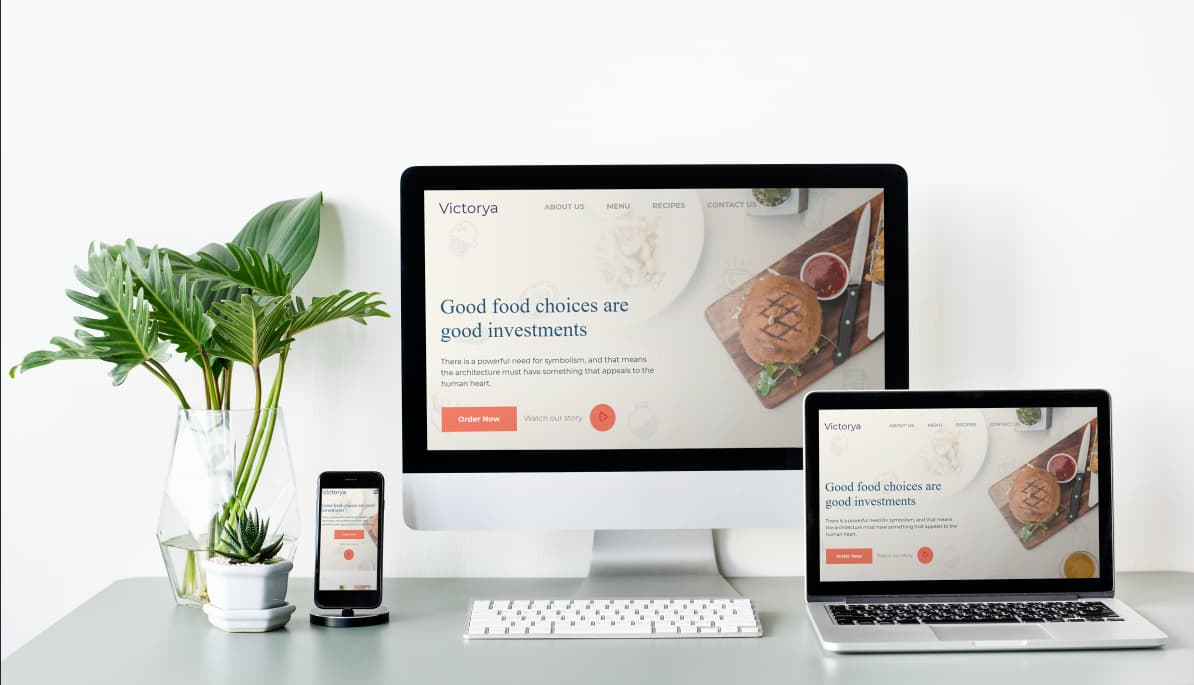 Victorya
ABOUT US
MENU
RECIPES
CONTACT US
Good food choices are
good investments
There is a powerful need for symbolism, and that means
the architecture must have something that appeals to the
human heart.
Order Now
Watch our story
Victorya
ABOUT US
MENU
RECIPES
CONTACT US
Good food choices are
good investments
There is a powerful need for symbolism, and that means
the architecture must have something that appeals to the
human heart.
Order Now
Watch our story
Victorya
Good food choices are good
investments